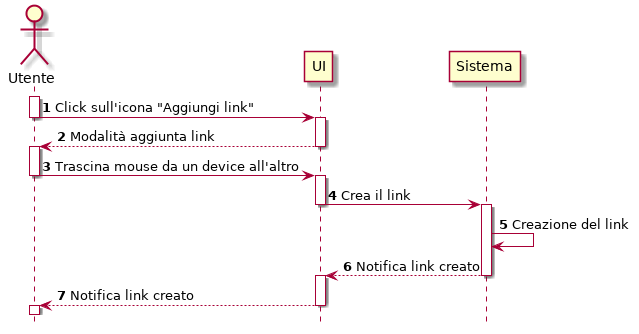 Utente
UI
Sistema
1 Click sull'icona "Aggiungi link"
2 Modalità aggiunta link
3 Trascina mouse da un device all'altro
4 Crea il link
5 Creazione del link
6 Notifica link creato
7 Notifica link creato